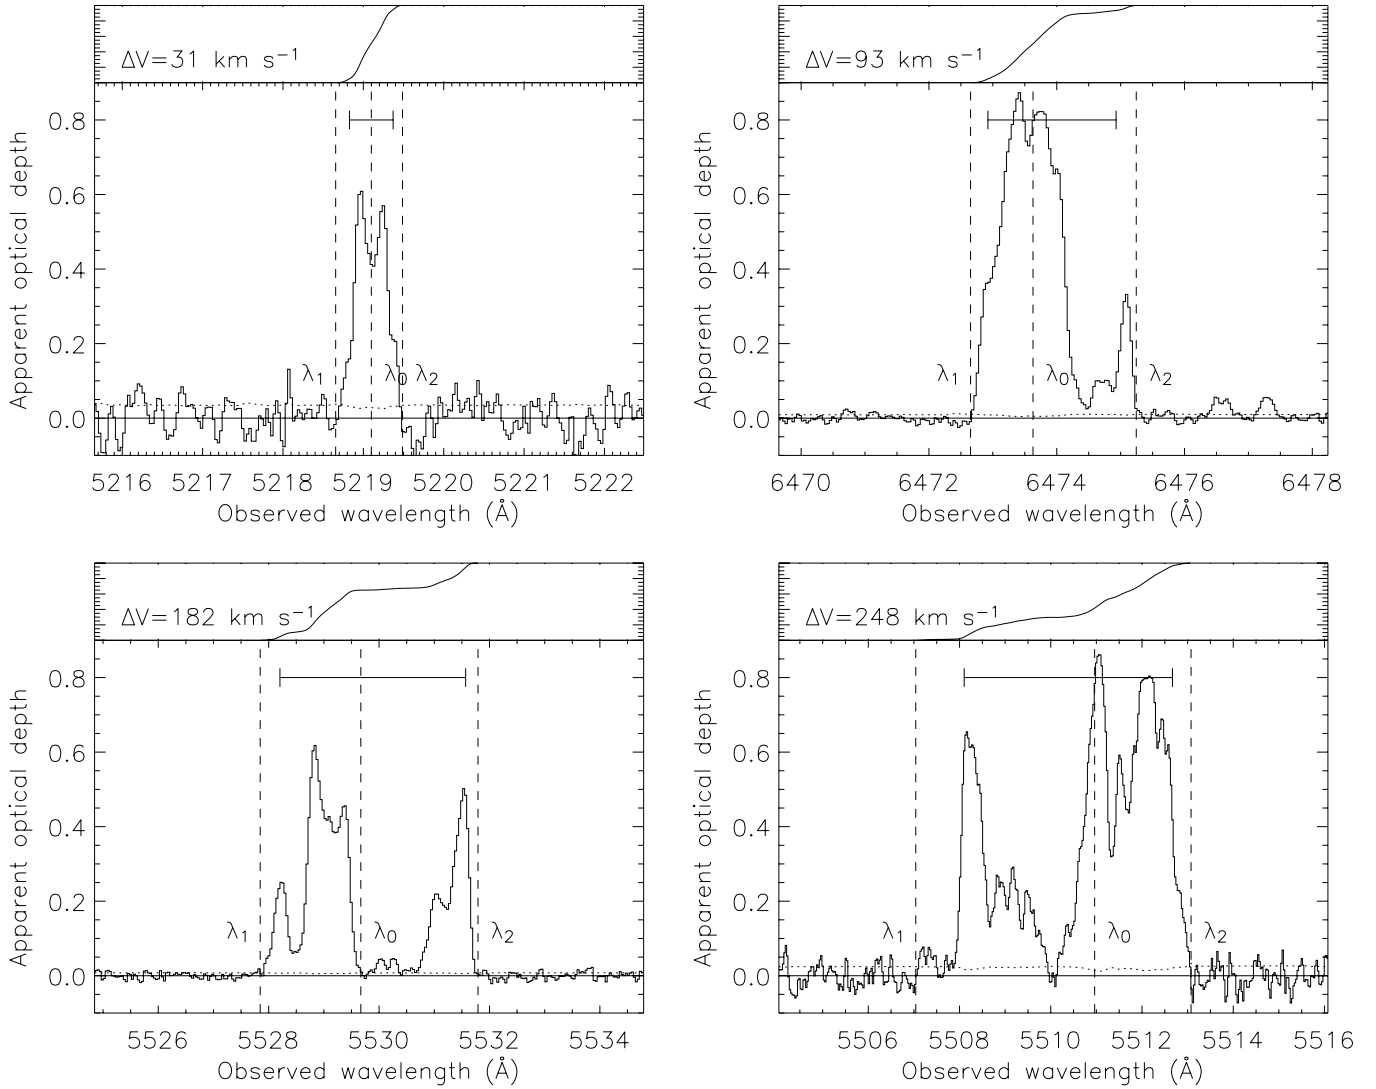 ΔV=31 km s⁻¹
0.8
0.6
0.4
0.2
0.0
Apparent optical depth
λ₁ λ₀ λ₂
5216 5217 5218 5219 5220 5221 5222
Observed wavelength (Å)
ΔV=93 km s⁻¹
0.8
0.6
0.4
0.2
0.0
Apparent optical depth
λ₁ λ₀ λ₂
6470 6472 6474 6476 6478
Observed wavelength (Å)
ΔV=182 km s⁻¹
0.8
0.6
0.4
0.2
0.0
Apparent optical depth
λ₁ λ₀ λ₂
5526 5528 5530 5532 5534
Observed wavelength (Å)
ΔV=248 km s⁻¹
0.8
0.6
0.4
0.2
0.0
Apparent optical depth
λ₁ λ₀ λ₂
5506 5508 5510 5512 5514 5516
Observed wavelength (Å)